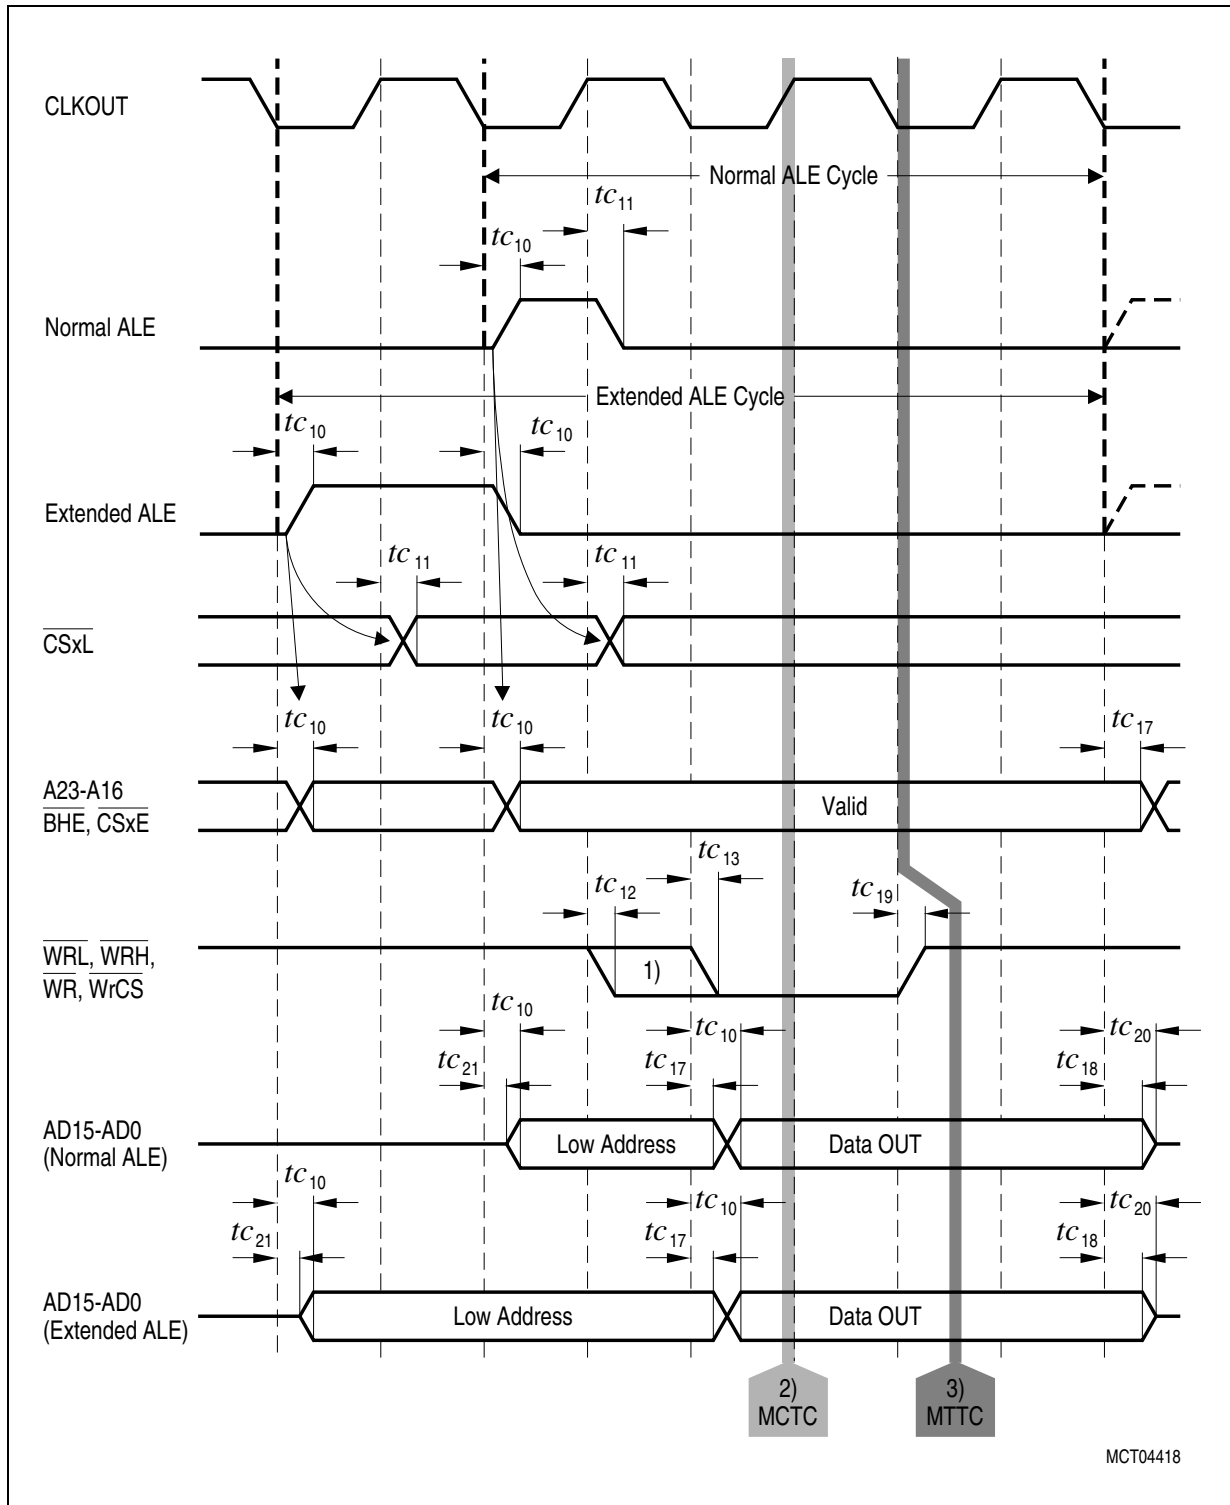 CLKOUT
Normal ALE Cycle
tc11
tc10
Normal ALE
Extended ALE Cycle
tc10
tc10
Extended ALE
tc11
tc11
CSxL
tc10
tc10
tc17
A23-A16
BHE, CSxE
Valid
tc13
tc12
tc19
WRL, WRH,
WR, WrCS
1)
tc10
tc10
tc20
tc21
tc17
tc18
AD15-AD0
(Normal ALE)
Low Address
Data OUT
tc10
tc10
tc20
tc21
tc17
tc18
AD15-AD0
(Extended ALE)
Low Address
Data OUT
2)
MCTC
3)
MTTC
MCT04418